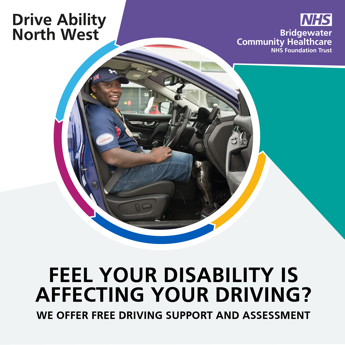 Drive Ability
North West
NHS
Bridgewater
Community Healthcare
NHS Foundation Trust
FEEL YOUR DISABILITY IS
AFFECTING YOUR DRIVING?
WE OFFER FREE DRIVING SUPPORT AND ASSESSMENT